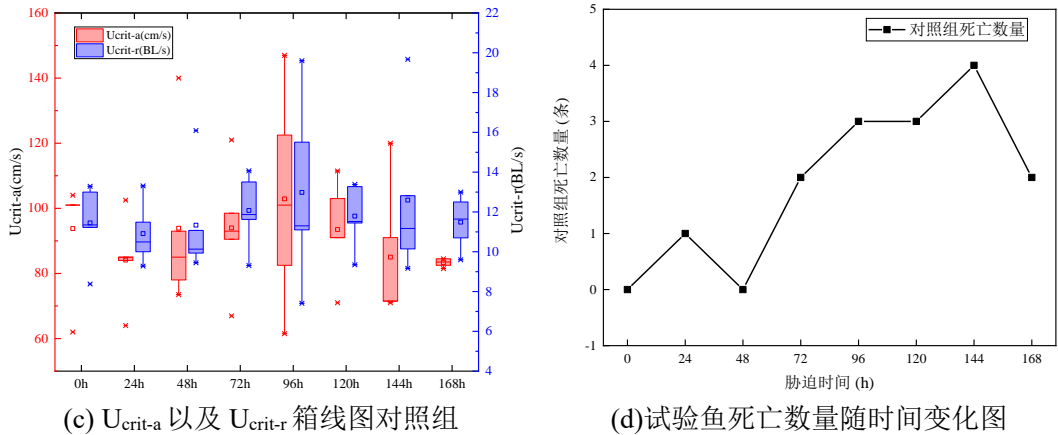 160
140
120
100
80
60
Ucrit-a(cm/s)
Ucrit-a(cm/s)
Ucrit-r(BL/s)
22
20
18
16
14
12
10
8
6
4
Ucrit-r(BL/s)
0h 24h 48h 72h 96h 120h 144h 168h
(c) Ucrit-a 以及 Ucrit-r 箱线图对照组
5
4
3
2
1
0
-1
对照组死亡数量 (条)
对照组死亡数量
0 24 48 72 96 120 144 168
胁迫时间 (h)
(d)试验鱼死亡数量随时间变化图